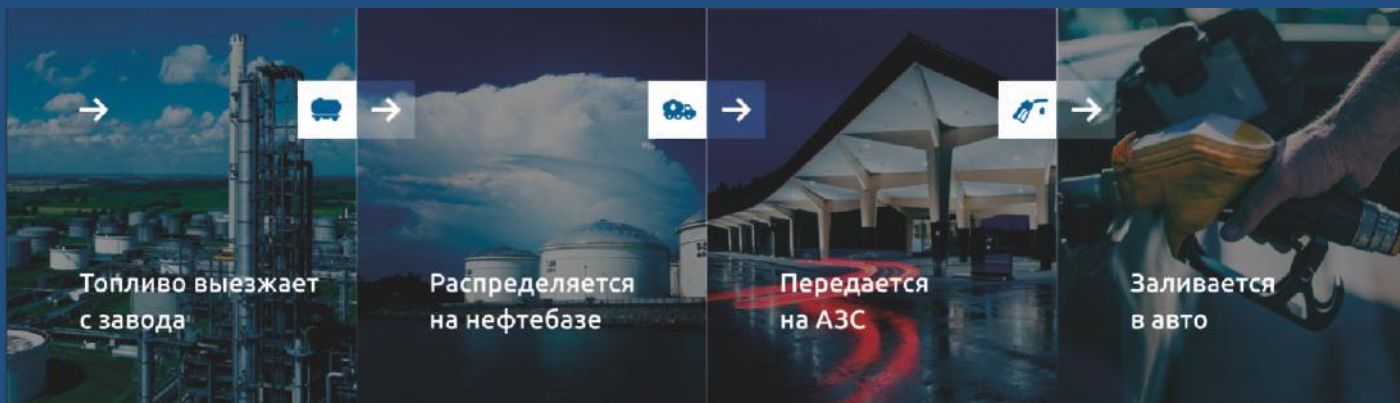 Топливо выезжает
с завода
Распределяется
на нефтебазе
Передается
на АЗС
Заливается
в авто